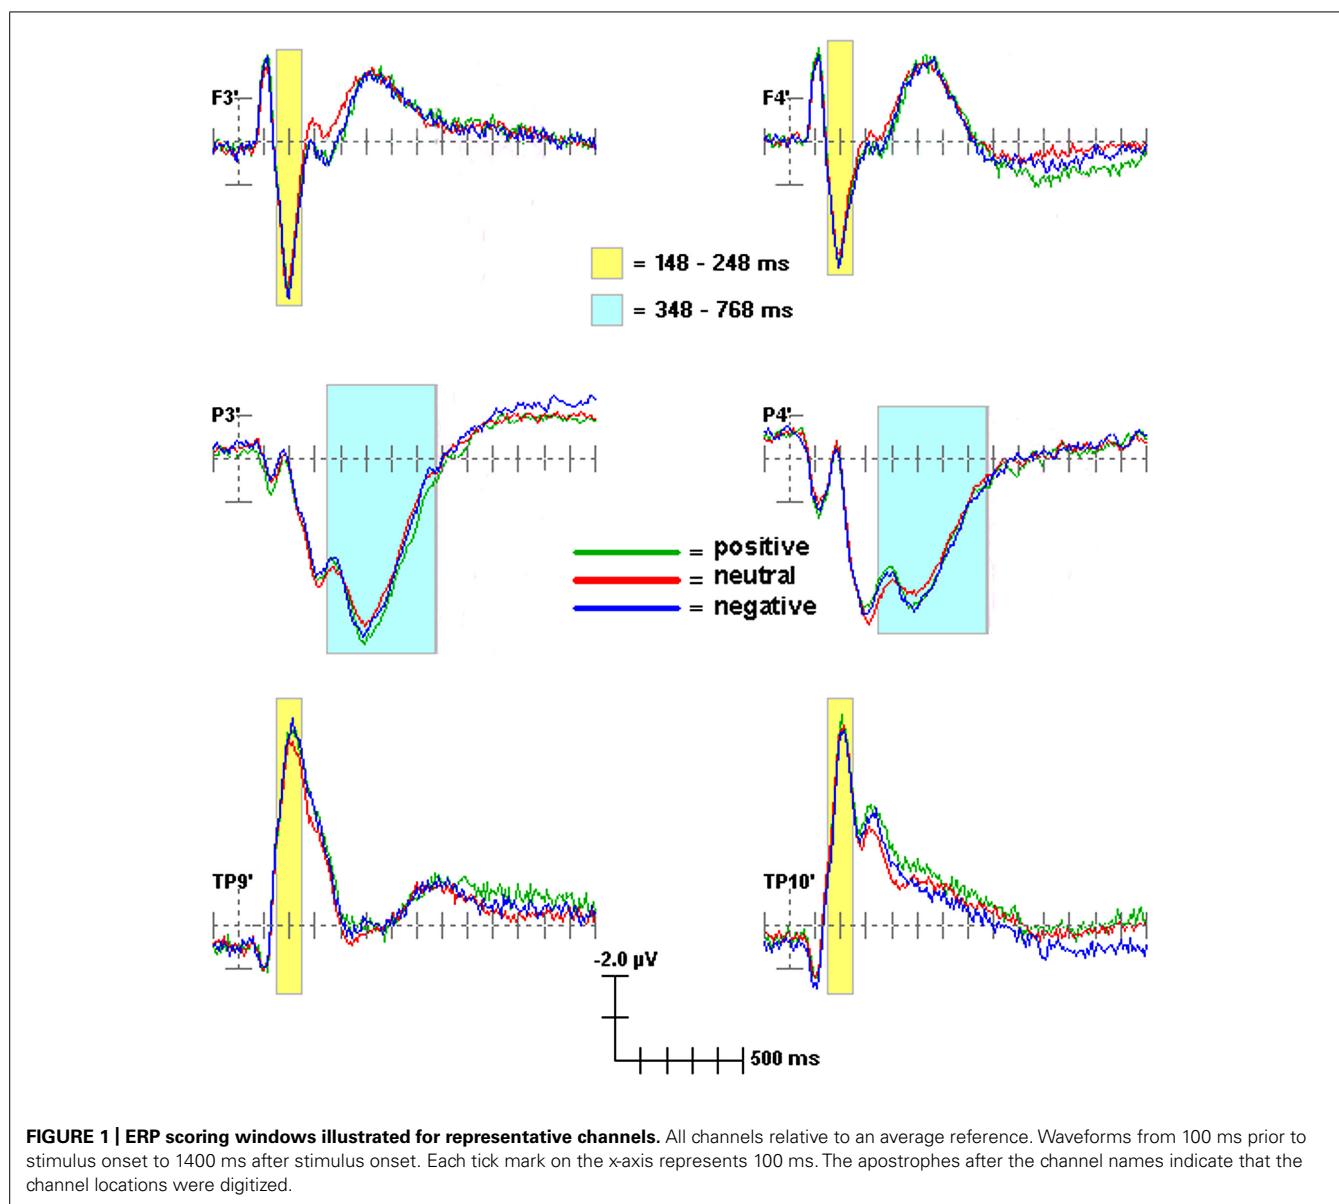 F3'
F4'
= 148 - 248 ms
= 348 - 768 ms
P3'
P4'
= positive
= neutral
= negative
TP9'
TP10'
-2.0 µV
500 ms
FIGURE 1 | ERP scoring windows illustrated for representative channels. All channels relative to an average reference. Waveforms from 100 ms prior to
stimulus onset to 1400 ms after stimulus onset. Each tick mark on the x-axis represents 100 ms. The apostrophes after the channel names indicate that the
channel locations were digitized.